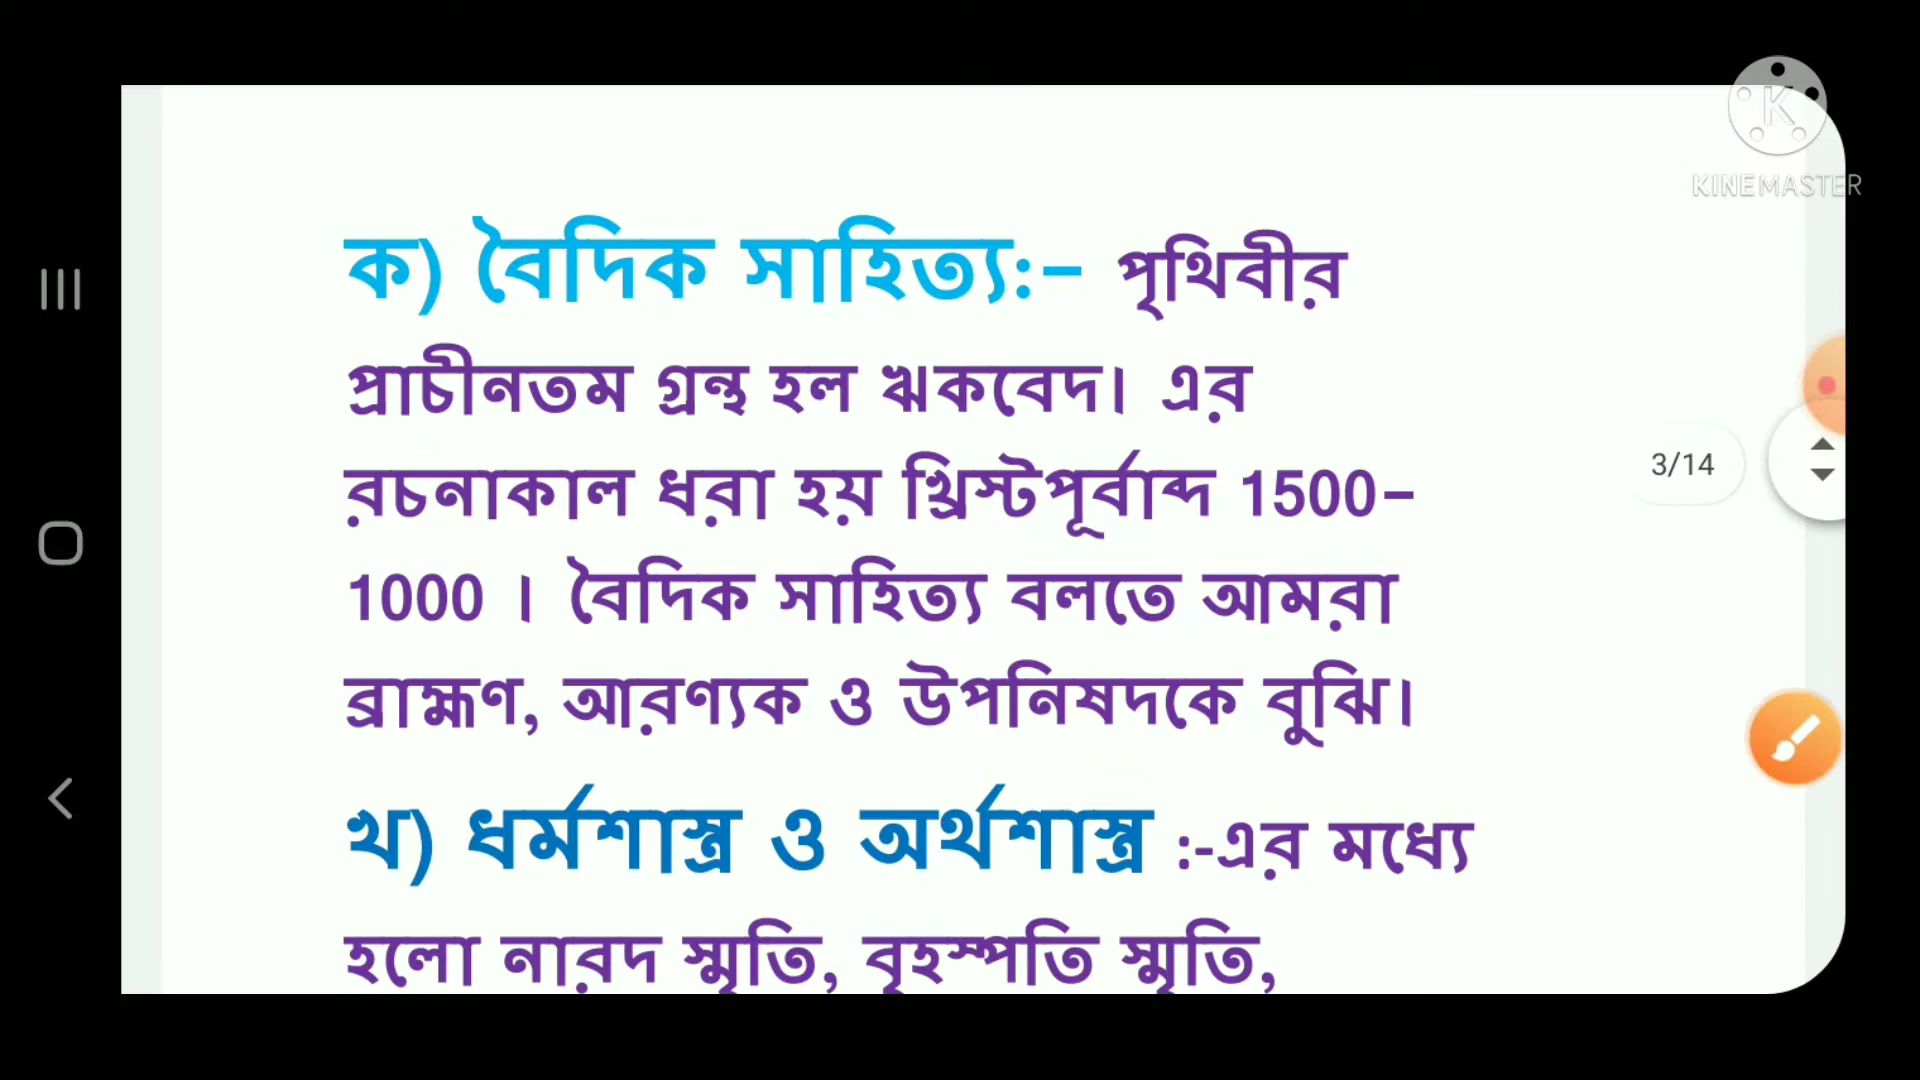 KINEMASTER
ক) বৈদিক সাহিত্য:– পৃথিবীর
প্রাচীনতম গ্রন্থ হল ঋকবেদ। এর
রচনাকাল ধরা হয় খ্রিস্টপূর্বাব্দ 1500–
3/14
1000 । বৈদিক সাহিত্য বলতে আমরা
ব্রাহ্মণ, আরণ্যক ও উপনিষদকে বুঝি।
খ) ধর্মশাস্ত্র ও অর্থশাস্ত্র :-এর মধ্যে
হলো নারদ স্মৃতি, বৃহস্পতি স্মৃতি,